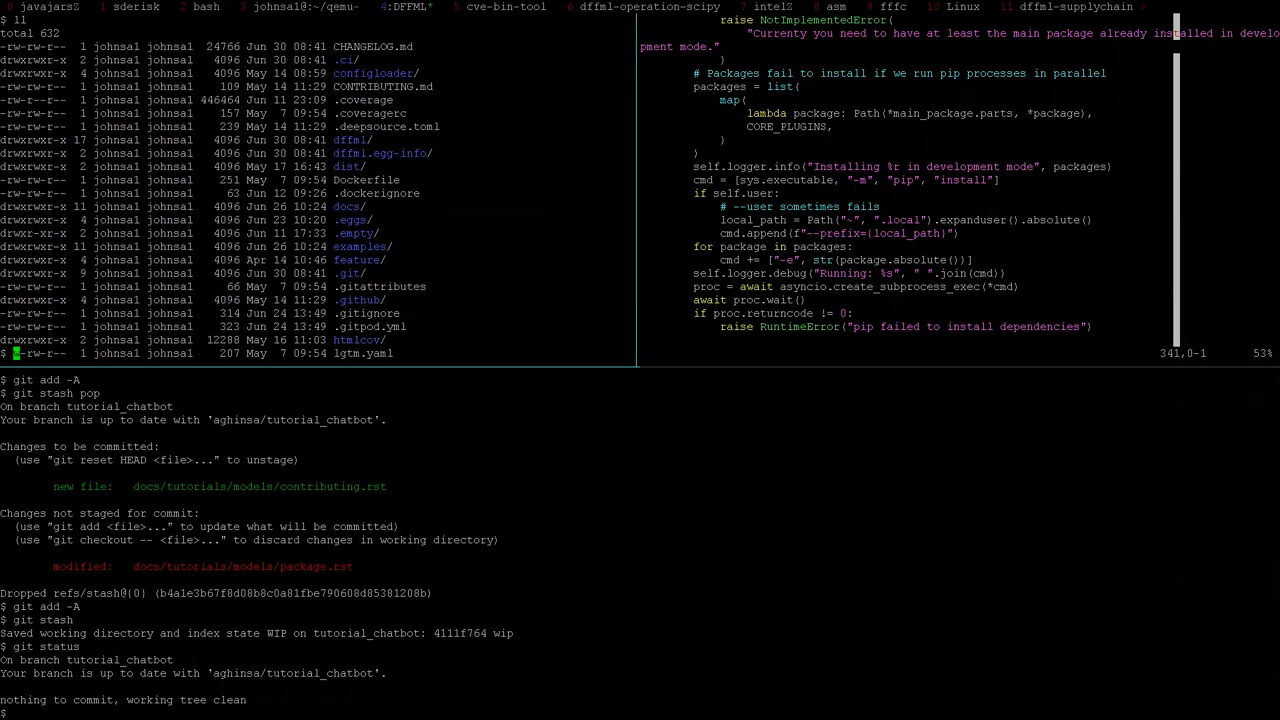 0 javajarsZ  1 sderisk  2 bash  3 johnsa1@:~/qemu-  4:DFFML*  5 cve-bin-tool  6 dffml-operation-scipy  7 intelZ  8 asm  9 fffc  10 Linux  11 dffml-supplychain >
$ ll
total 632
-rw-rw-r--  1 johnsa1 johnsa1  24766 Jun 30 08:41 CHANGELOG.md
drwxrwxr-x  2 johnsa1 johnsa1   4096 Jun 30 08:41 .ci/
drwxrwxr-x  4 johnsa1 johnsa1   4096 May 14 08:59 configloader/
-rw-rw-r--  1 johnsa1 johnsa1    109 May 14 11:29 CONTRIBUTING.md
-rw-r--r--  1 johnsa1 johnsa1 446464 Jun 11 23:09 .coverage
-rw-rw-r--  1 johnsa1 johnsa1    157 May  7 09:54 .coveragerc
-rw-rw-r--  1 johnsa1 johnsa1    239 May 14 11:29 .deepsource.toml
drwxrwxr-x 17 johnsa1 johnsa1   4096 Jun 30 08:41 dffml/
drwxrwxr-x  2 johnsa1 johnsa1   4096 Jun 30 08:41 dffml.egg-info/
drwxrwxr-x  2 johnsa1 johnsa1   4096 May 17 16:43 dist/
-rw-rw-r--  1 johnsa1 johnsa1    251 May  7 09:54 Dockerfile
-rw-rw-r--  1 johnsa1 johnsa1     63 Jun 12 09:26 .dockerignore
drwxrwxr-x 11 johnsa1 johnsa1   4096 Jun 26 10:24 docs/
drwxrwxr-x  4 johnsa1 johnsa1   4096 Jun 23 10:20 .eggs/
drwxr-xr-x  2 johnsa1 johnsa1   4096 Jun 11 17:33 .empty/
drwxrwxr-x 11 johnsa1 johnsa1   4096 Jun 26 10:24 examples/
drwxrwxr-x  4 johnsa1 johnsa1   4096 Apr 14 10:46 feature/
drwxrwxr-x  9 johnsa1 johnsa1   4096 Jun 30 08:41 .git/
-rw-rw-r--  1 johnsa1 johnsa1     66 May  7 09:54 .gitattributes
drwxrwxr-x  4 johnsa1 johnsa1   4096 May 14 11:29 .github/
-rw-rw-r--  1 johnsa1 johnsa1    314 Jun 24 13:49 .gitignore
-rw-rw-r--  1 johnsa1 johnsa1    323 Jun 24 13:49 .gitpod.yml
drwxrwxr-x  2 johnsa1 johnsa1  12288 May 16 11:03 htmlcov/
$ w-rw-r--  1 johnsa1 johnsa1    207 May  7 09:54 lgtm.yaml
raise NotImplementedError(
"Currenty you need to have at least the main package already installed in develo
pment mode."
)
# Packages fail to install if we run pip processes in parallel
packages = list(
map(
lambda package: Path(*main_package.parts, *package),
CORE_PLUGINS,
)
)
self.logger.info("Installing %r in development mode", packages)
cmd = [sys.executable, "-m", "pip", "install"]
if self.user:
# --user sometimes fails
local_path = Path("~", ".local").expanduser().absolute()
cmd.append(f"--prefix={local_path}")
for package in packages:
cmd += ["-e", str(package.absolute())]
self.logger.debug("Running: %s", " ".join(cmd))
proc = await asyncio.create_subprocess_exec(*cmd)
await proc.wait()
if proc.returncode != 0:
raise RuntimeError("pip failed to install dependencies")
341,0-1 53%
$ git add -A
$ git stash pop
On branch tutorial_chatbot
Your branch is up to date with 'aghinsa/tutorial_chatbot'.
Changes to be committed:
(use "git reset HEAD <file>..." to unstage)
new file:   docs/tutorials/models/contributing.rst
Changes not staged for commit:
(use "git add <file>..." to update what will be committed)
(use "git checkout -- <file>..." to discard changes in working directory)
modified:   docs/tutorials/models/package.rst
Dropped refs/stash@{0} (b4a1e3b67f8d08b8c0a81fbe790608d85381208b)
$ git add -A
$ git stash
Saved working directory and index state WIP on tutorial_chatbot: 4111f764 wip
$ git status
On branch tutorial_chatbot
Your branch is up to date with 'aghinsa/tutorial_chatbot'.
nothing to commit, working tree clean
$